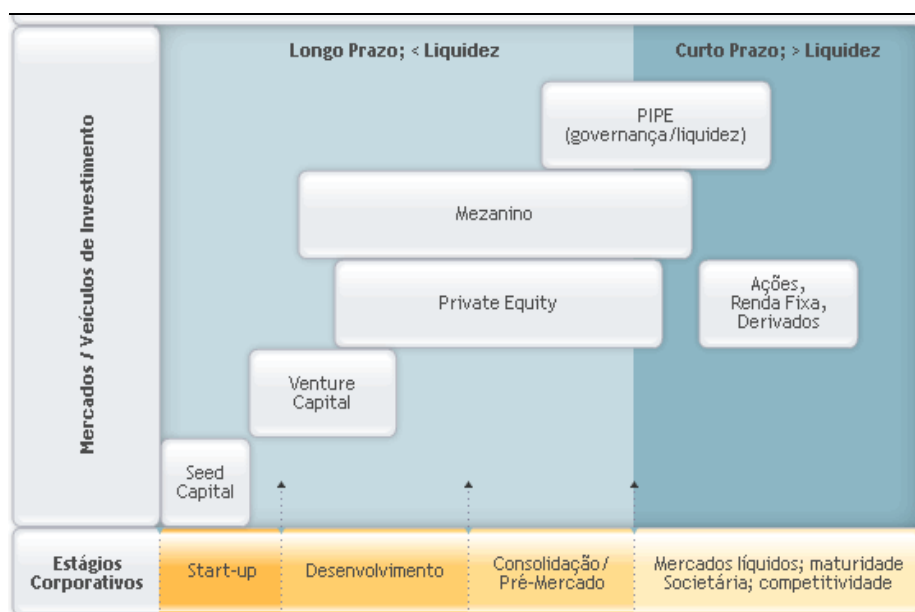 Longo Prazo; < Liquidez
Curto Prazo; > Liquidez
Mercados / Veículos de Investimento
PIPE
(governança/liquidez)
Mezanino
Private Equity
Ações,
Renda Fixa,
Derivados
Venture
Capital
Seed
Capital
Estágios
Corporativos
Start-up
Desenvolvimento
Consolidação/
Pré-Mercado
Mercados líquidos; maturidade
Societária; competitividade